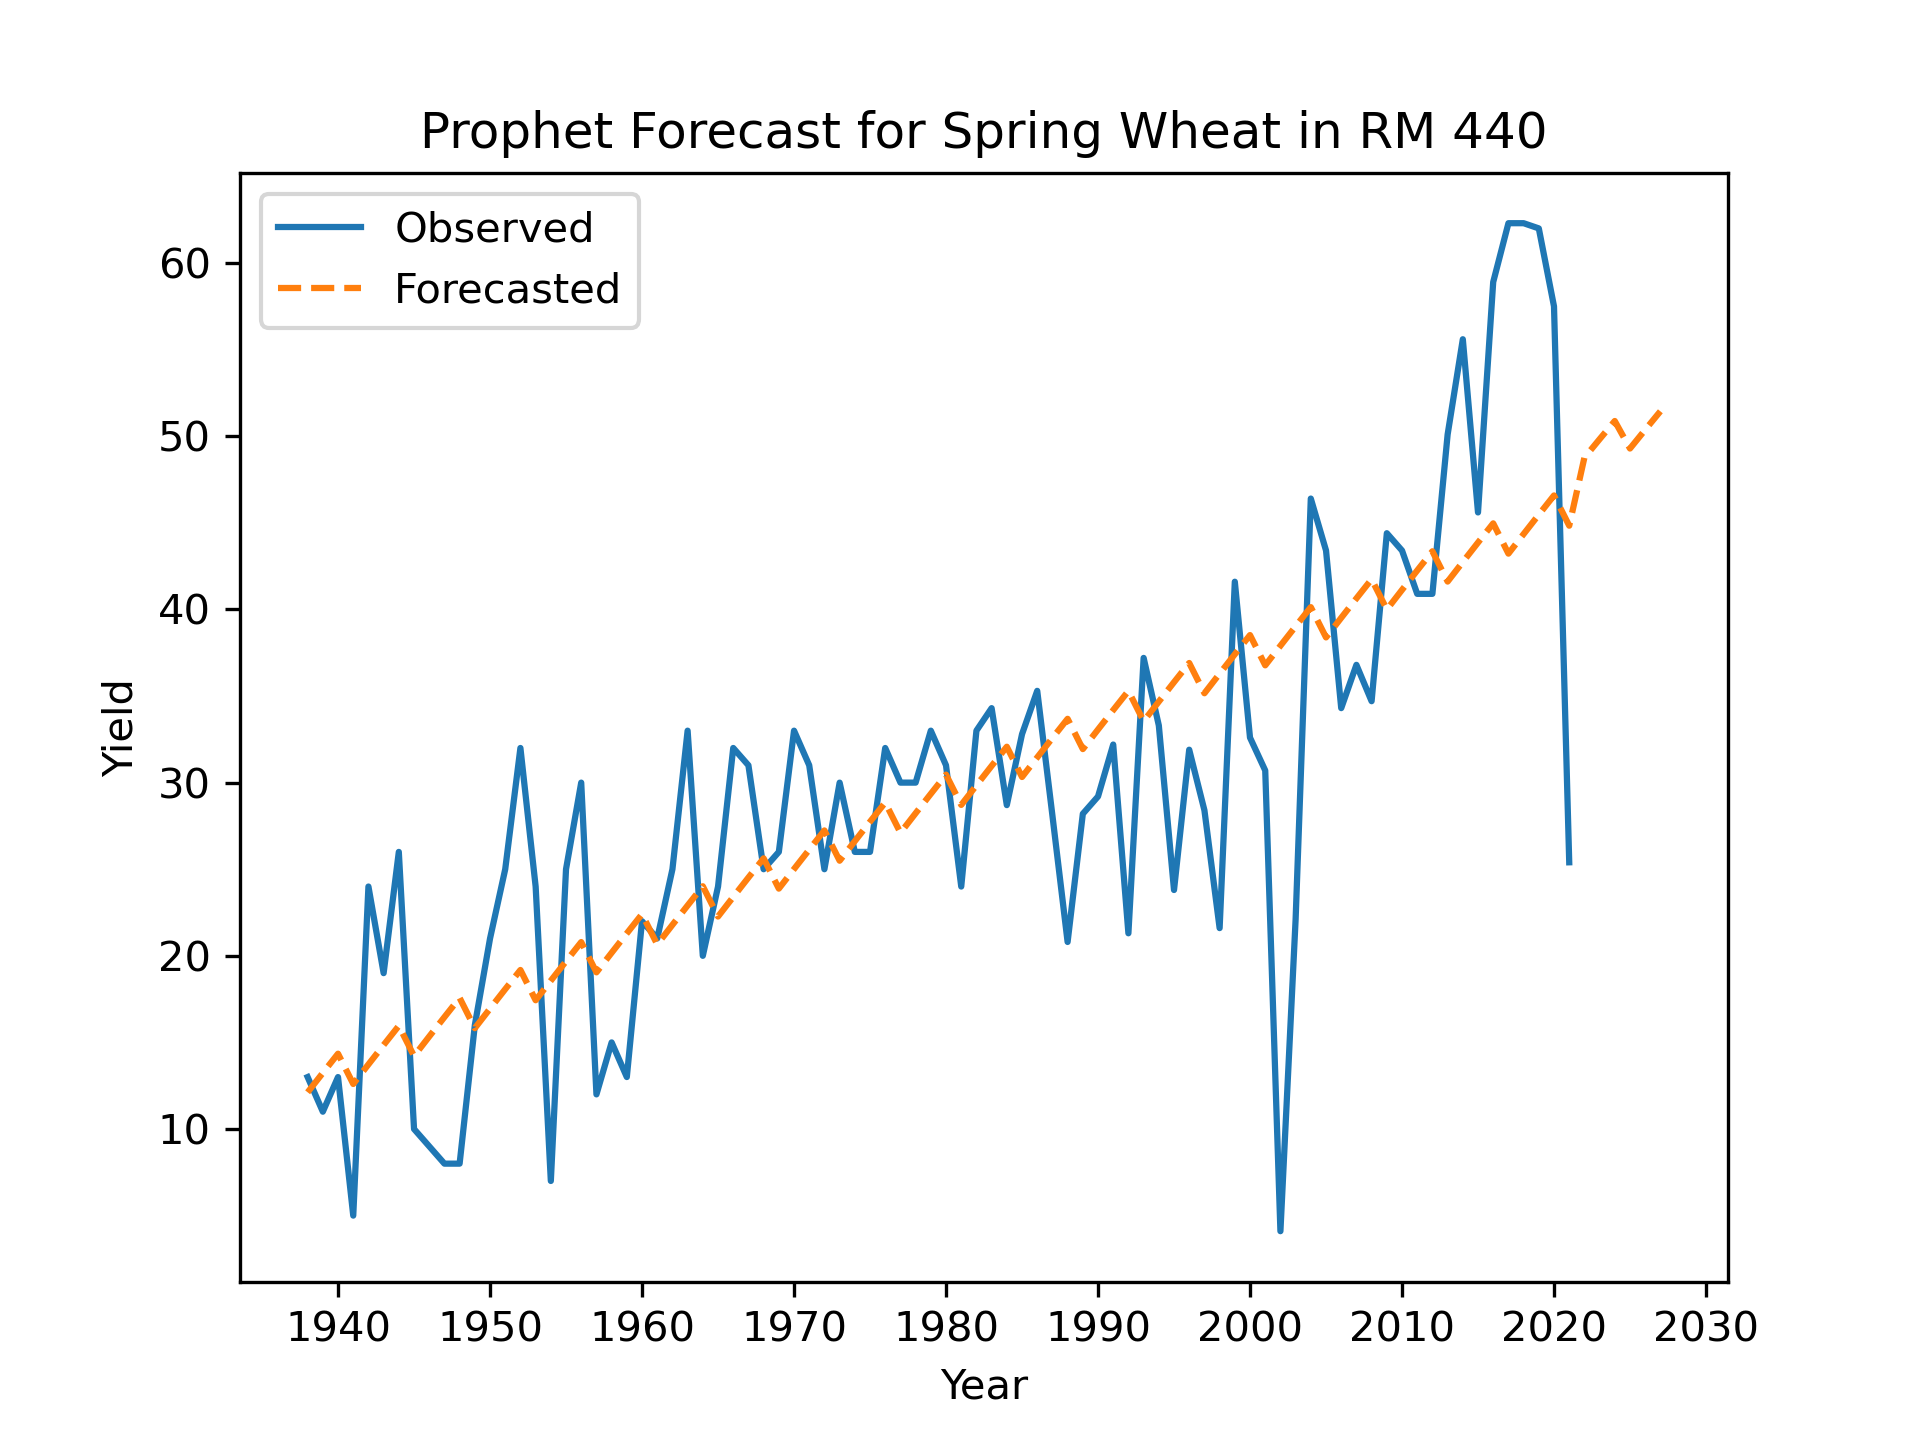 Prophet Forecast for Spring Wheat in RM 440
Observed
Forecasted
60
50
40
30
20
10
Yield
1940 1950 1960 1970 1980 1990 2000 2010 2020 2030
Year